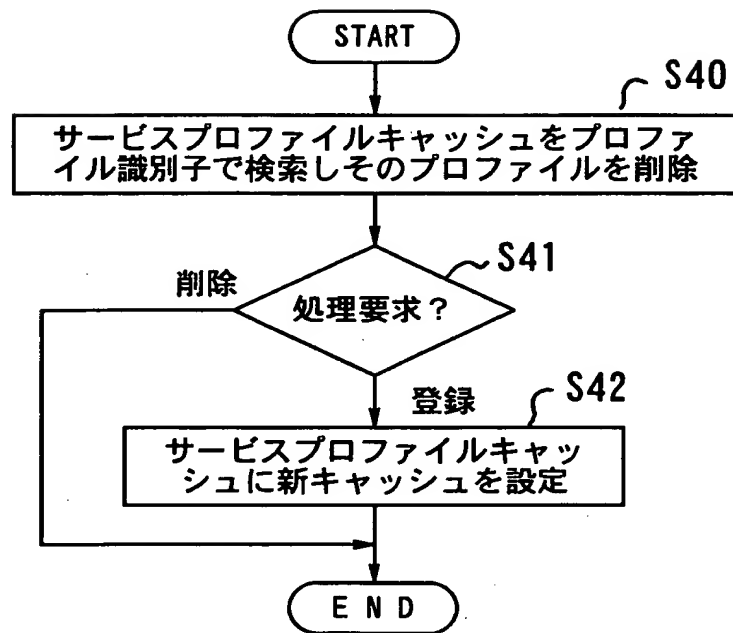 START
S40
サービスプロファイルキャッシュをプロファ
イル識別子で検索しそのプロファイルを削除
S41
削除
処理要求?
登録
S42
サービスプロファイルキャッ
シュに新キャッシュを設定
END